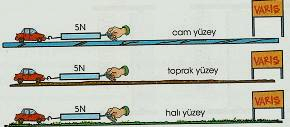 VARIŞ
5N
cam yüzey
VARIŞ
5N
toprak yüzey
VARIŞ
5N
halı yüzey